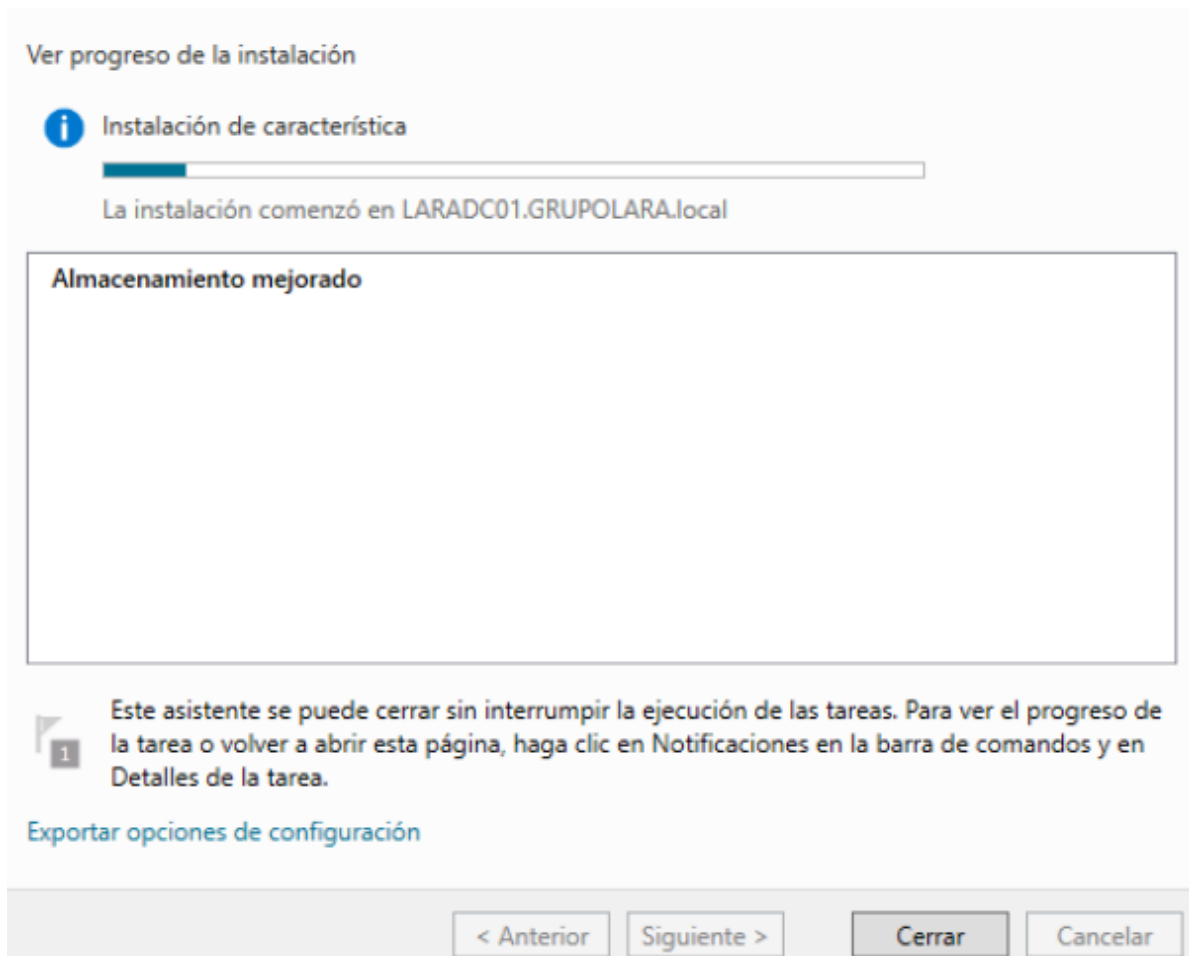 Ver progreso de la instalación
Instalación de característica
La instalación comenzó en LARADC01.GRUPOLARA.local
Almacenamiento mejorado
Este asistente se puede cerrar sin interrumpir la ejecución de las tareas. Para ver el progreso de
la tarea o volver a abrir esta página, haga clic en Notificaciones en la barra de comandos y en
Detalles de la tarea.
1
Exportar opciones de configuración
< Anterior Siguiente > Cerrar Cancelar